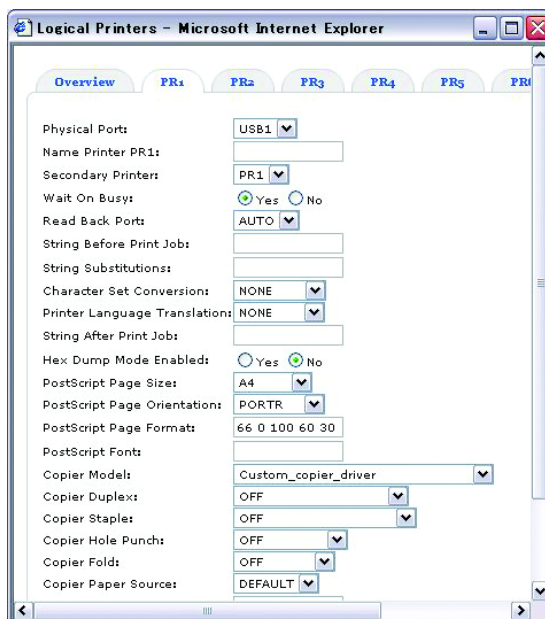 Logical Printers - Microsoft Internet Explorer
Overview PR1 PR2 PR3 PR4 PR5
Physical Port: USB1
Name Printer PR1:
Secondary Printer: PR1
Wait On Busy: Yes No
Read Back Port: AUTO
String Before Print Job:
String Substitutions:
Character Set Conversion: NONE
Printer Language Translation: NONE
String After Print Job:
Hex Dump Mode Enabled: Yes No
PostScript Page Size: A4
PostScript Page Orientation: PORTR
PostScript Page Format: 66 0 100 60 30
PostScript Font:
Copier Model: Custom_copier_driver
Copier Duplex: OFF
Copier Staple: OFF
Copier Hole Punch: OFF
Copier Fold: OFF
Copier Paper Source: DEFAULT